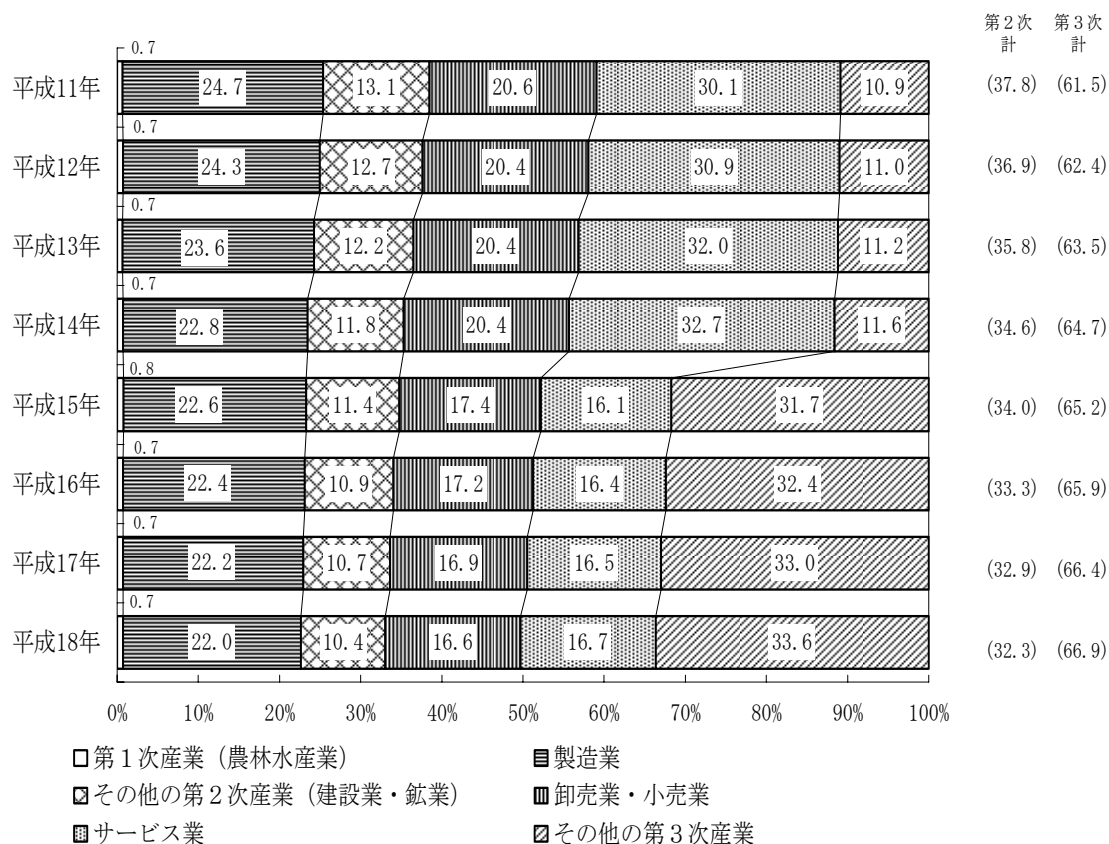 第２次 第３次
計 計
0.7
平成11年 24.7 13.1 20.6 30.1 10.9 (37.8) (61.5)
0.7
平成12年 24.3 12.7 20.4 30.9 11.0 (36.9) (62.4)
0.7
平成13年 23.6 12.2 20.4 32.0 11.2 (35.8) (63.5)
0.7
平成14年 22.8 11.8 20.4 32.7 11.6 (34.6) (64.7)
0.8
平成15年 22.6 11.4 17.4 16.1 31.7 (34.0) (65.2)
0.7
平成16年 22.4 10.9 17.2 16.4 32.4 (33.3) (65.9)
0.7
平成17年 22.2 10.7 16.9 16.5 33.0 (32.9) (66.4)
0.7
平成18年 22.0 10.4 16.6 16.7 33.6 (32.3) (66.9)
0% 10% 20% 30% 40% 50% 60% 70% 80% 90% 100%
第１次産業（農林水産業） 製造業
その他の第２次産業（建設業・鉱業） 卸売業・小売業
サービス業 その他の第３次産業